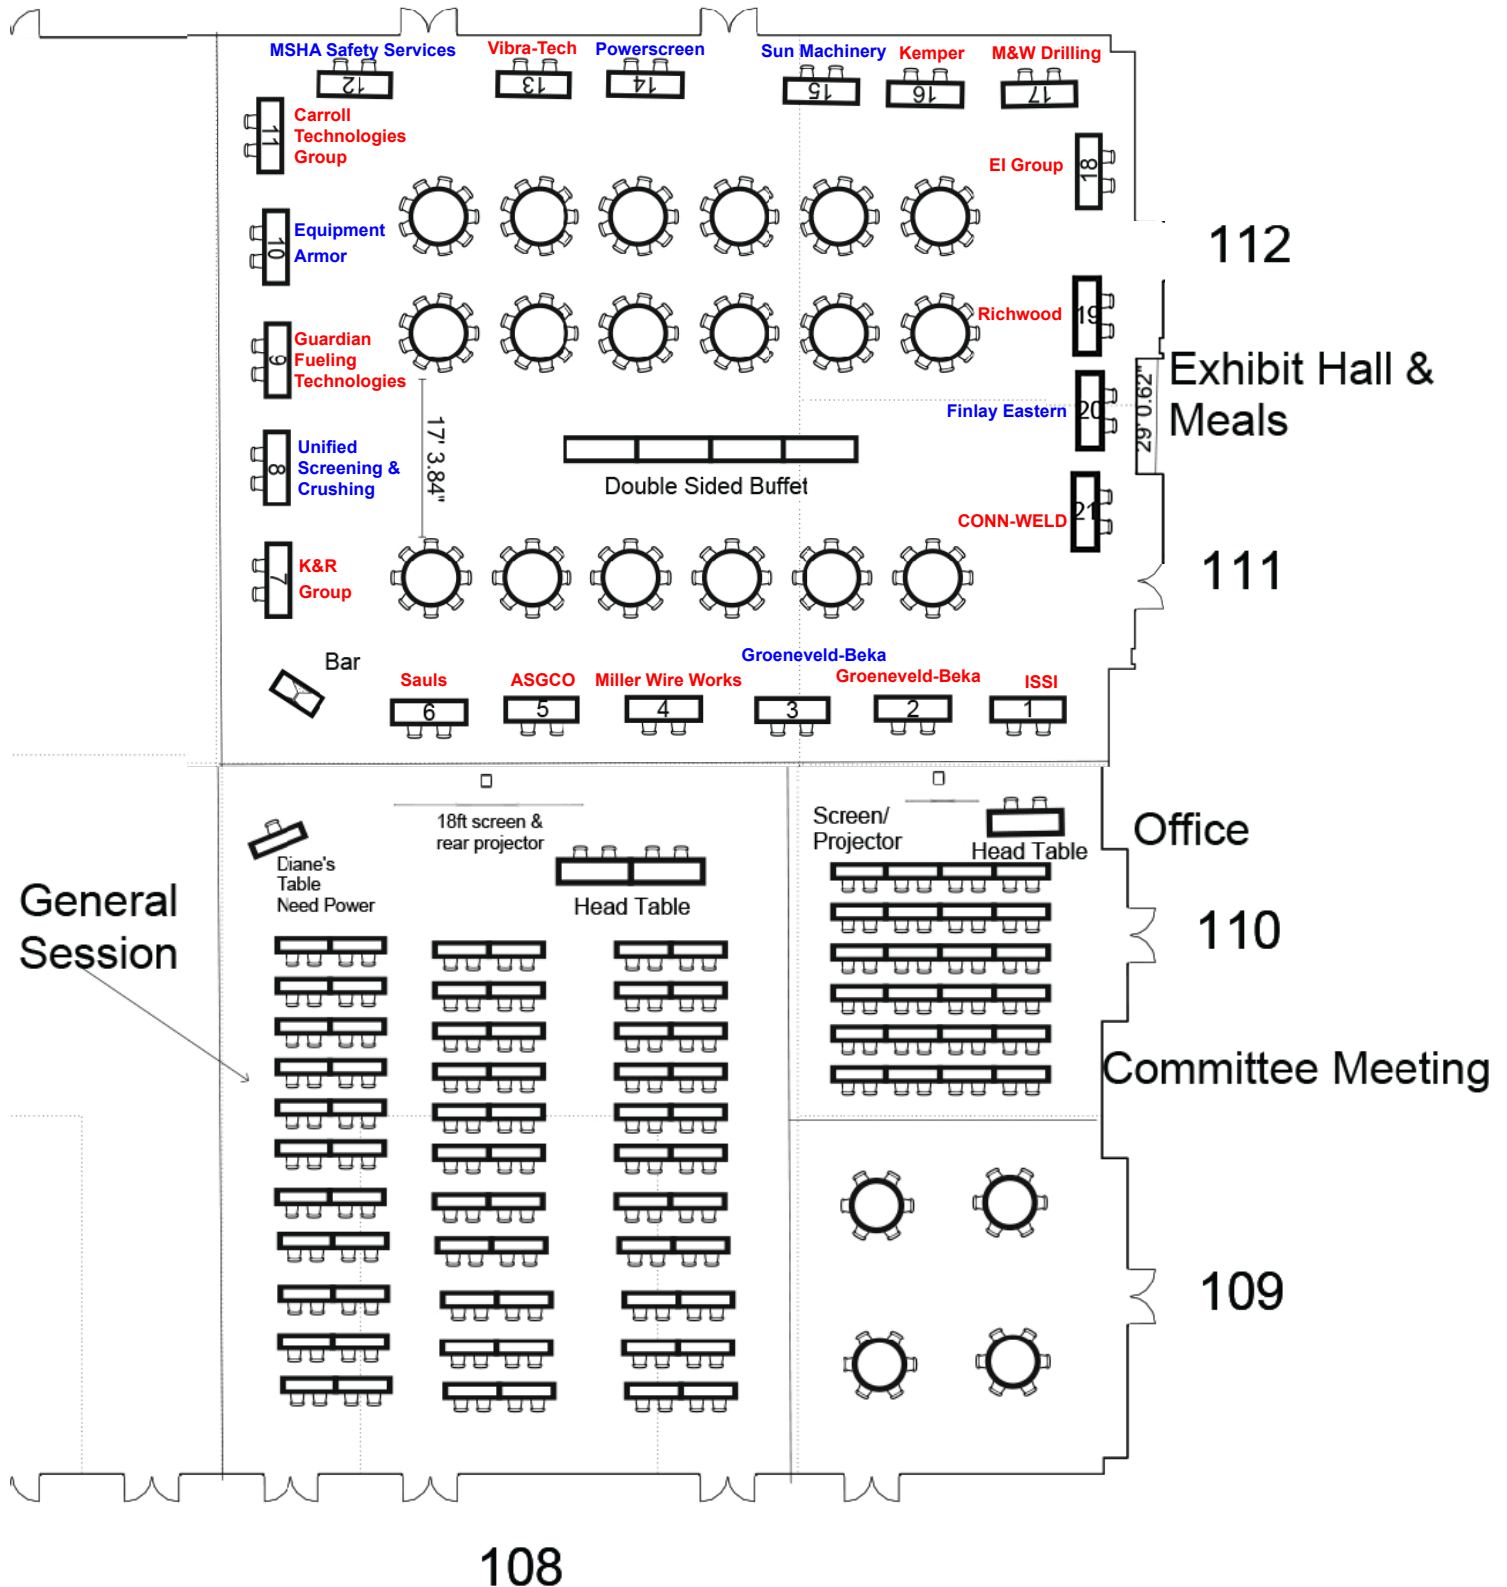 MSHA Safety Services
Vibra-Tech
Powerscreen
Sun Machinery
Kemper
M&W Drilling
12
13
14
15
16
17
11
Carroll
Technologies
Group
EI Group
18
10
Equipment
Armor
112
Richwood
19
9
Guardian
Fueling
Technologies
Exhibit Hall &
Meals
29' 0.62"
Finlay Eastern
20
17' 3.84"
8
Unified
Screening &
Crushing
Double Sided Buffet
CONN-WELD
21
7
K&R
Group
111
Bar
Groeneveld-Beka
Sauls
ASGCO
Miller Wire Works
Groeneveld-Beka
ISSI
6
5
4
3
2
1
18ft screen &
rear projector
Screen/
Projector
Head Table
Office
Diane's
Table
Need Power
Head Table
General
Session
110
Committee Meeting
109
108